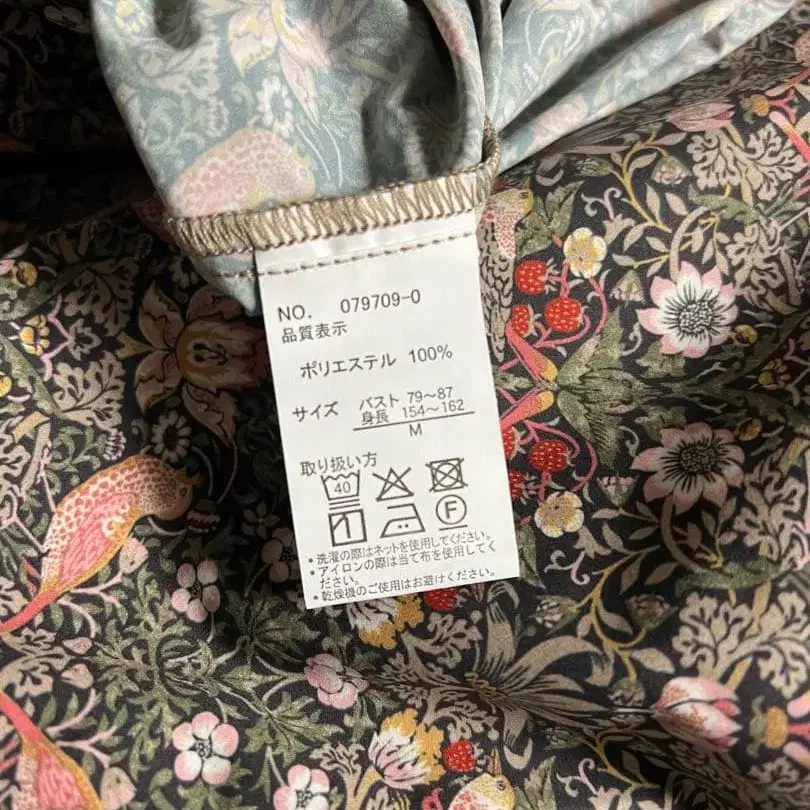 NO. 079709-0
品質表示
ポリエステル 100%
サイズ バスト 79〜87
身長 154〜162
M
取り扱い方
40
F
・洗濯の際はネットを使用してください。
・アイロンの際は当て布を使用してく
ださい。
・乾燥機のご使用はお避けください。